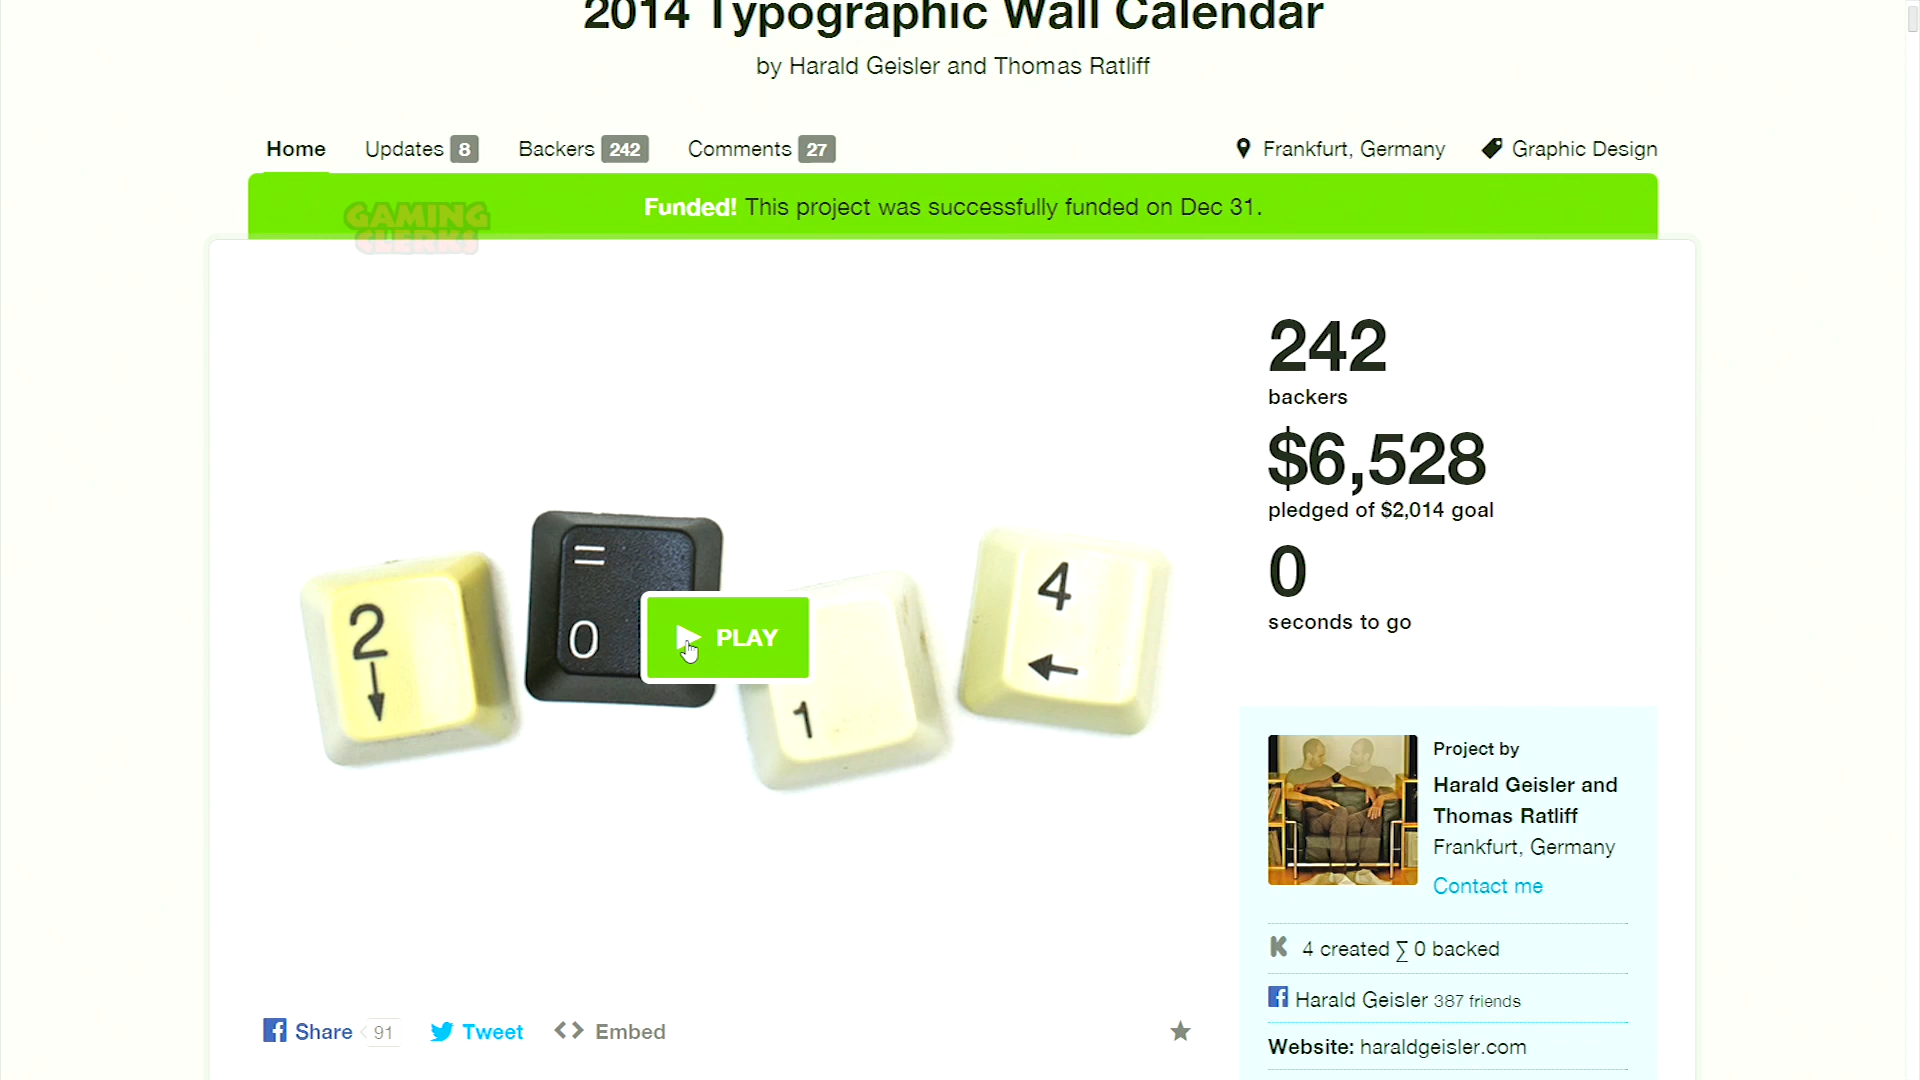 2014 Typographic Wall Calendar
by Harald Geisler and Thomas Ratliff
Home Updates 8 Backers 242 Comments 27 Frankfurt, Germany Graphic Design
Funded! This project was successfully funded on Dec 31.
GAMING
CLERKS
242
backers
$6,528
pledged of $2,014 goal
0
seconds to go
2
=
0
1
4
PLAY
Project by
Harald Geisler and
Thomas Ratliff
Frankfurt, Germany
Contact me
K 4 created ∑ 0 backed
f Harald Geisler 387 friends
Website: haraldgeisler.com
f Share 91 Tweet <> Embed